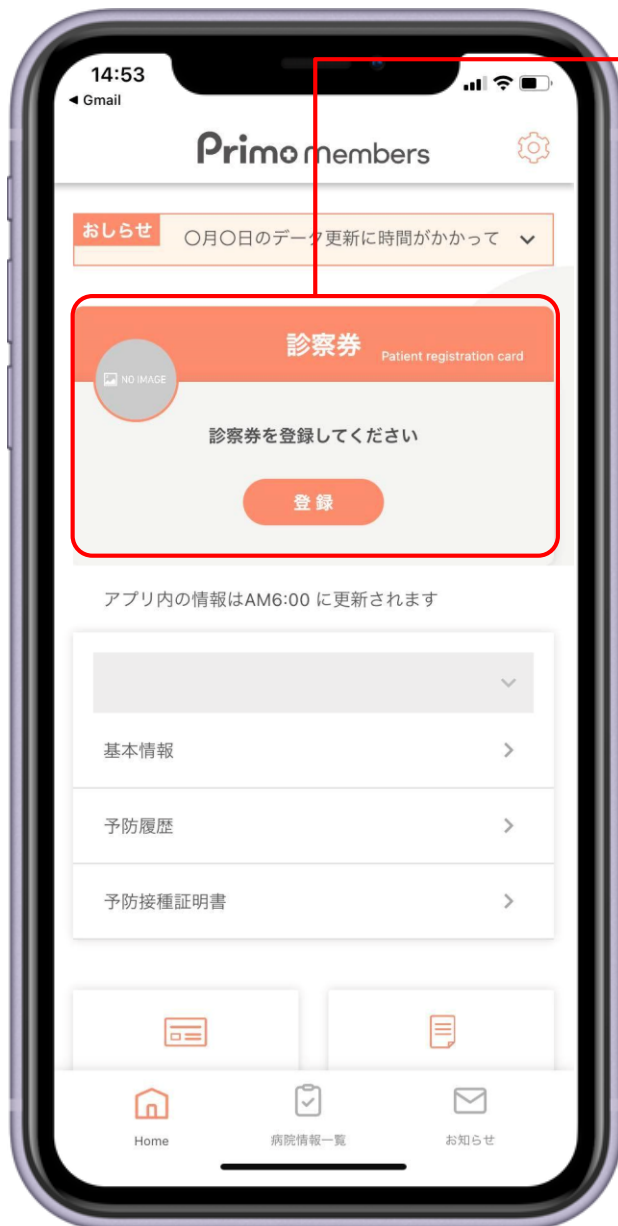 14:53
◀ Gmail
Primo members
おしらせ
〇月〇日のデータ更新に時間がかかって
診察券
Patient registration card
NO IMAGE
診察券を登録してください
登録
アプリ内の情報はAM6:00 に更新されます
基本情報
予防履歴
予防接種証明書
Home
病院情報一覧
お知らせ